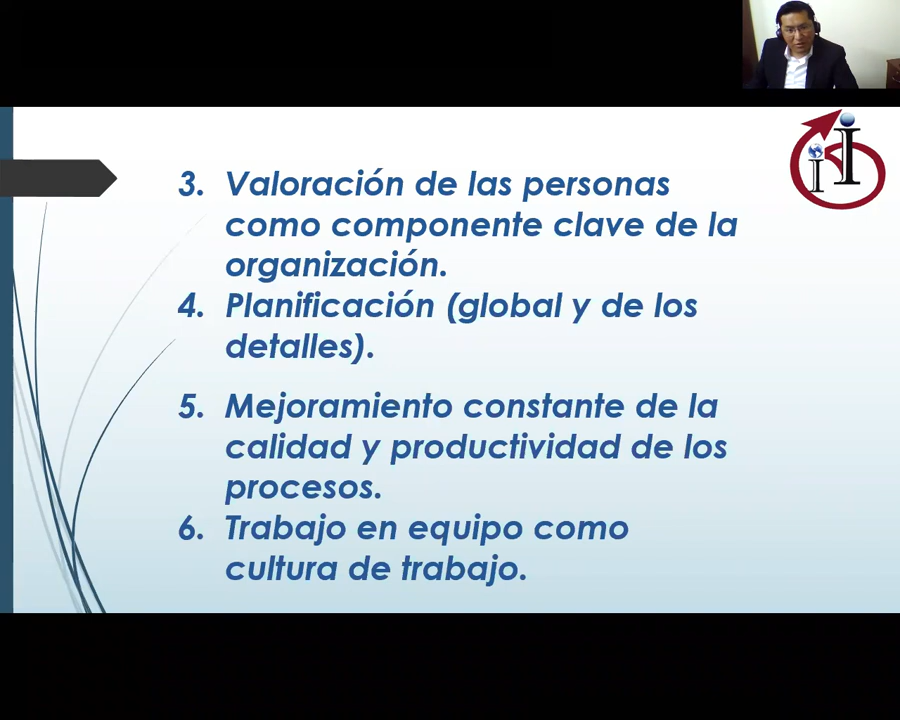 3. Valoración de las personas
como componente clave de la
organización.
4. Planificación (global y de los
detalles).
5. Mejoramiento constante de la
calidad y productividad de los
procesos.
6. Trabajo en equipo como
cultura de trabajo.